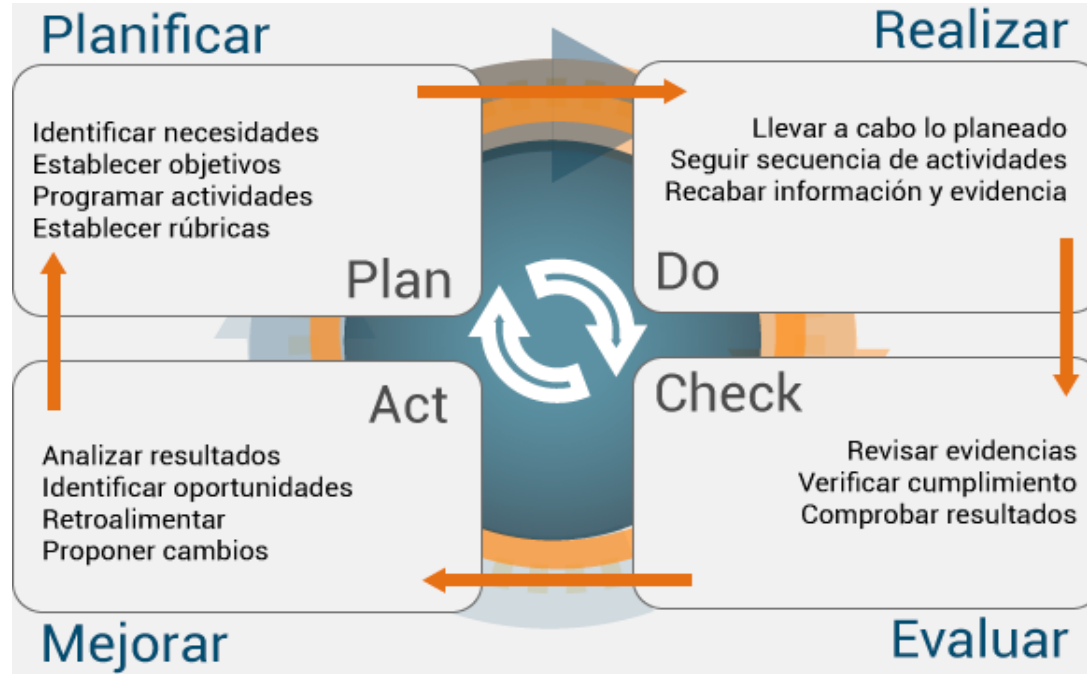 Planificar
Identificar necesidades
Establecer objetivos
Programar actividades
Establecer rúbricas
Plan
Realizar
Llevar a cabo lo planeado
Seguir secuencia de actividades
Recabar información y evidencia
Do
Act
Analizar resultados
Identificar oportunidades
Retroalimentar
Proponer cambios
Mejorar
Check
Revisar evidencias
Verificar cumplimiento
Comprobar resultados
Evaluar